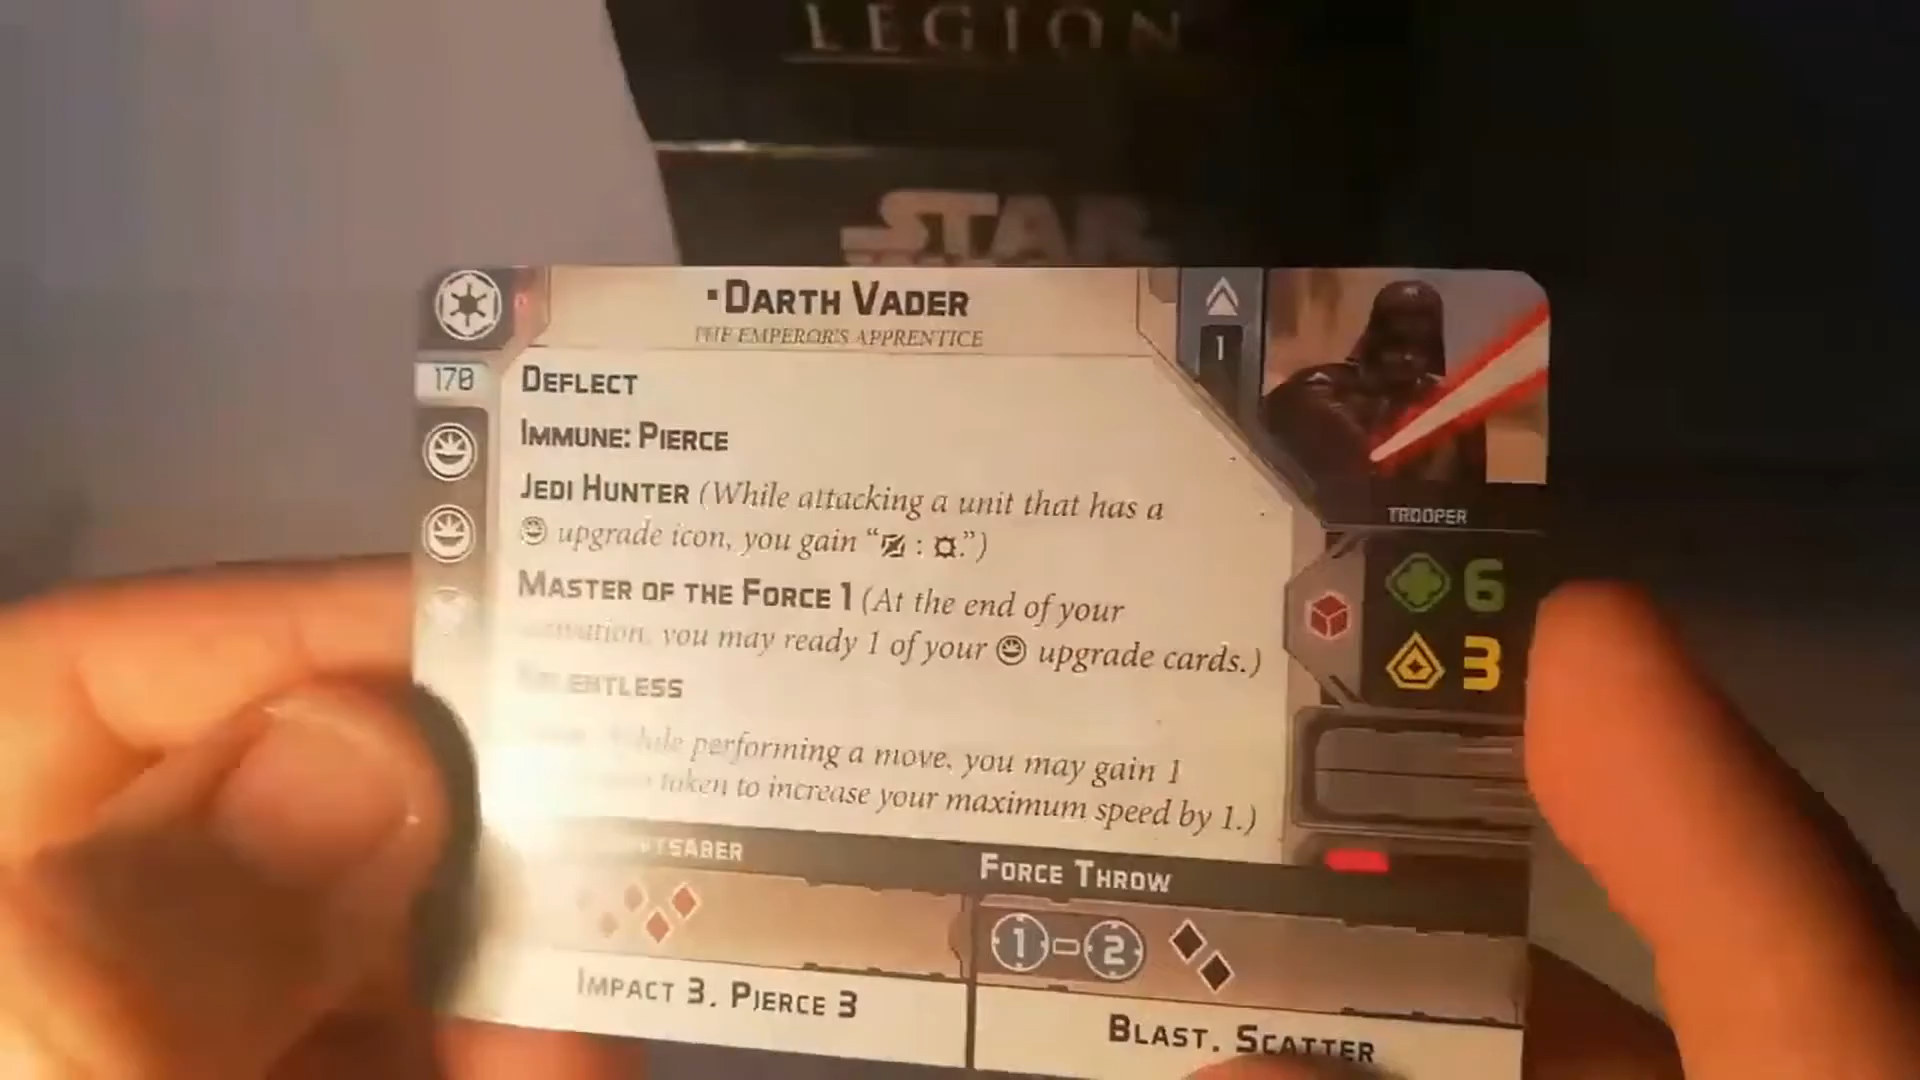 LEGION
STAR
DARTH VADER
THE EMPEROR'S APPRENTICE
1
170
DEFLECT
IMMUNE: PIERCE
JEDI HUNTER (While attacking a unit that has a
upgrade icon, you gain “ : .”)
MASTER OF THE FORCE 1 (At the end of your
you may ready 1 of your upgrade cards.)
TROOPER
6
3
While performing a move, you may gain 1
taken to increase your maximum speed by 1.)
FORCE THROW
1-2
IMPACT 3, PIERCE 3
BLAST, SCATTER